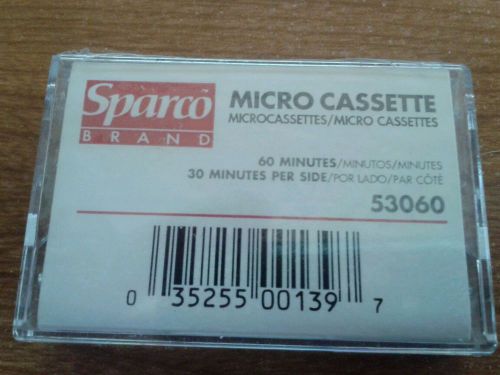 Sparco
BRAND
MICRO CASSETTE
MICROCASSETTES/MICRO CASSETTES
60 MINUTES/MINUTOS/MINUTES
30 MINUTES PER SIDE/POR LADO/PAR CÔTÉ
53060
0 35255 00139 7